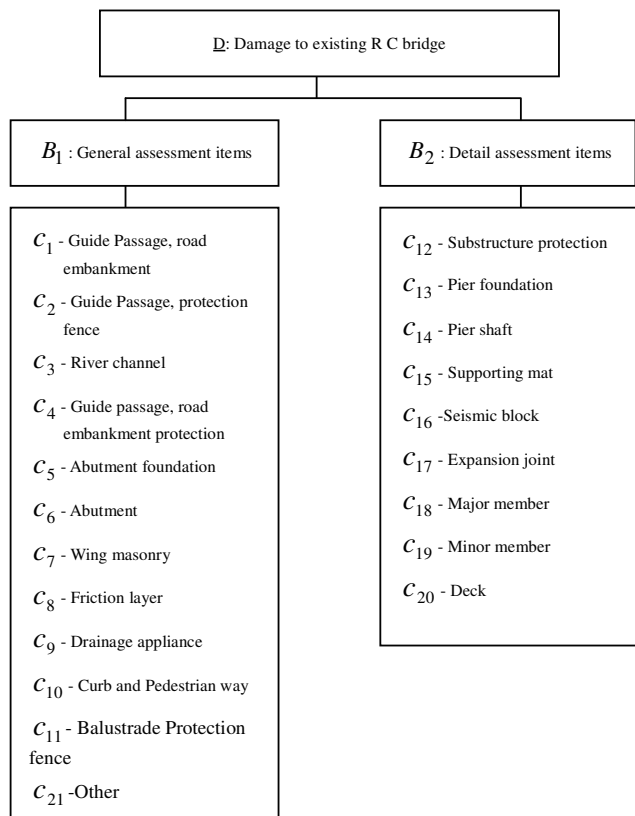 D: Damage to existing R C bridge
B1 : General assessment items
c1 - Guide Passage, road
embankment
c2 - Guide Passage, protection
fence
c3 - River channel
c4 - Guide passage, road
embankment protection
c5 - Abutment foundation
c6 - Abutment
c7 - Wing masonry
c8 - Friction layer
c9 - Drainage appliance
c10 - Curb and Pedestrian way
c11 - Balustrade Protection
fence
c21 -Other
B2 : Detail assessment items
c12 - Substructure protection
c13 - Pier foundation
c14 - Pier shaft
c15 - Supporting mat
c16 -Seismic block
c17 - Expansion joint
c18 - Major member
c19 - Minor member
c20 - Deck